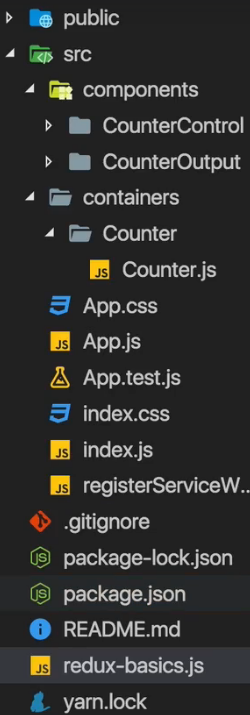 public
src
components
CounterControl
CounterOutput
containers
Counter
JS Counter.js
App.css
JS App.js
App.test.js
index.css
JS index.js
JS registerServiceW...
.gitignore
JS package-lock.json
JS package.json
README.md
JS redux-basics.js
yarn.lock